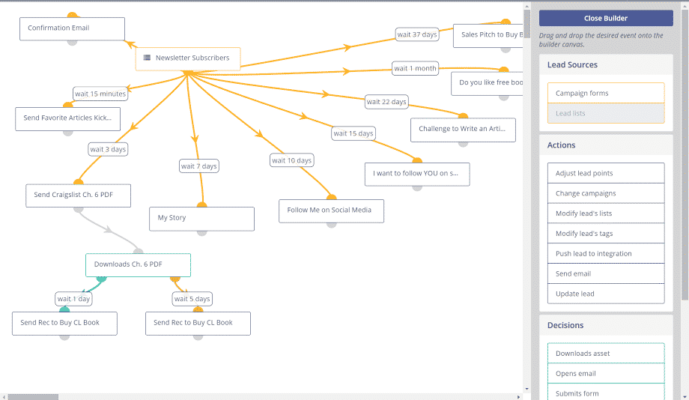 Confirmation Email
wait 37 days
Sales Pitch to Buy B
Newsletter Subscribers
wait 1 month
Do you like free boo
wait 15 minutes
Send Favorite Articles Kick...
wait 22 days
Challenge to Write an Arti...
wait 3 days
wait 7 days
wait 10 days
wait 15 days
I want to follow YOU on s...
Send Craigslist Ch. 6 PDF
My Story
Follow Me on Social Media
Downloads Ch. 6 PDF
wait 1 day
wait 5 days
Send Rec to Buy CL Book
Send Rec to Buy CL Book
Close Builder
Drag and drop the desired event onto the
builder canvas.
Lead Sources
Campaign forms
Lead lists
Actions
Adjust lead points
Change campaigns
Modify lead's lists
Modify lead's tags
Push lead to integration
Send email
Update lead
Decisions
Downloads asset
Opens email
Submits form